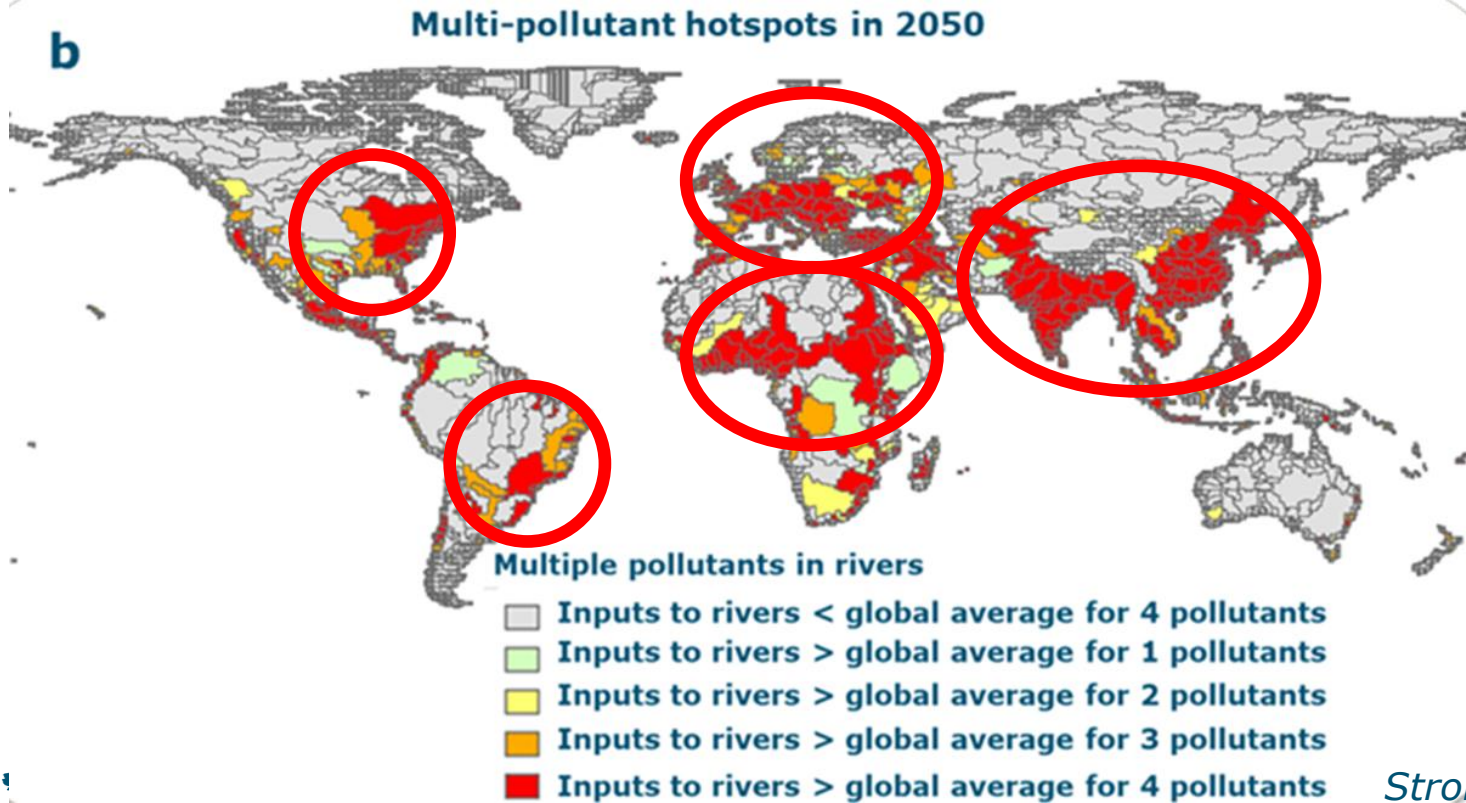 Multi-pollutant hotspots in 2050
b
Multiple pollutants in rivers
Inputs to rivers < global average for 4 pollutants
Inputs to rivers > global average for 1 pollutants
Inputs to rivers > global average for 2 pollutants
Inputs to rivers > global average for 3 pollutants
Inputs to rivers > global average for 4 pollutants